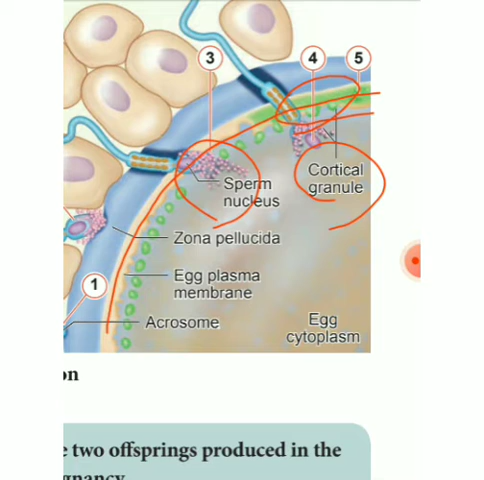 3
4
5
Sperm
nucleus
Cortical
granule
Zona pellucida
1
Egg plasma
membrane
Acrosome
Egg
cytoplasm
on
e two offsprings produced in the
gnancy